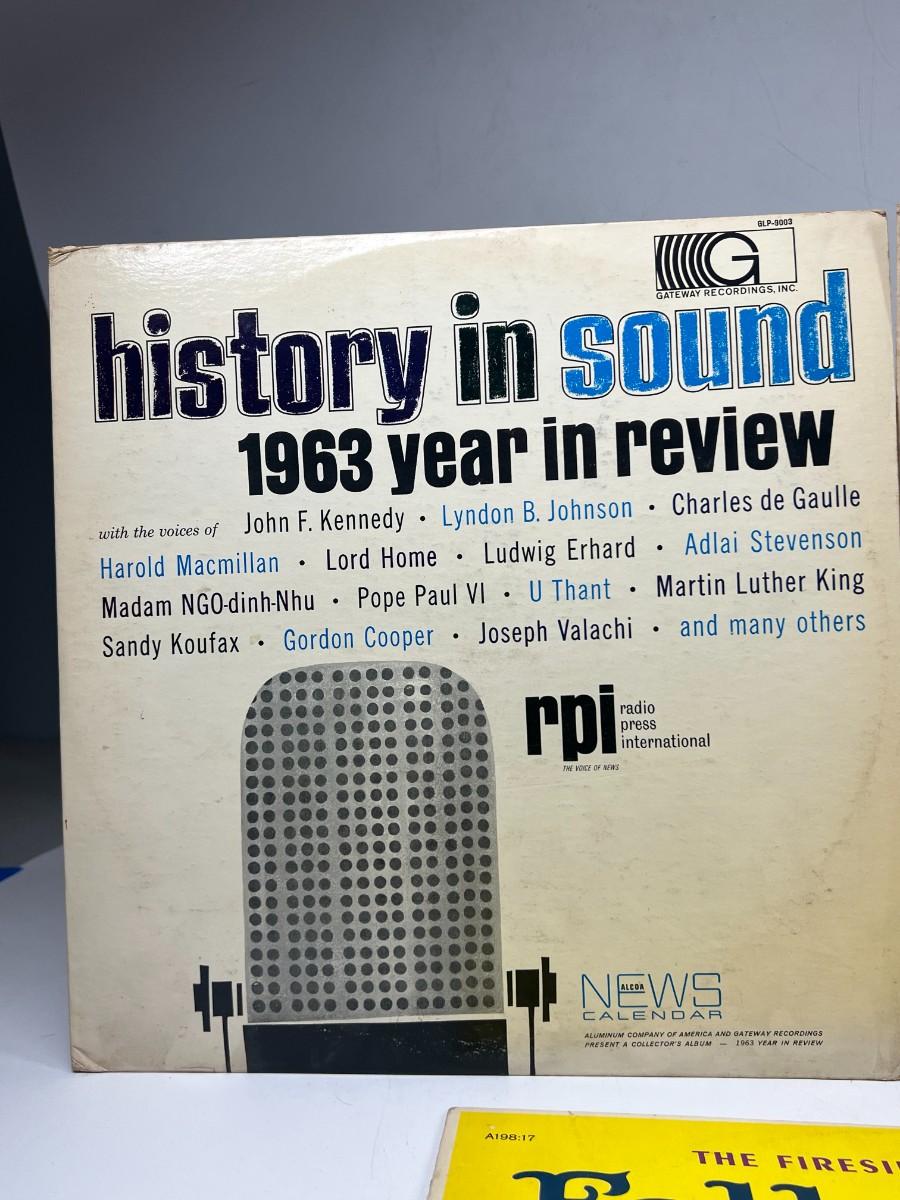 GLP-9003
G
GATEWAY RECORDINGS, INC.
history in sound
1963 year in review
with the voices of John F. Kennedy • Lyndon B. Johnson • Charles de Gaulle
Harold Macmillan • Lord Home • Ludwig Erhard • Adlai Stevenson
Madam NGO-dinh-Nhu • Pope Paul VI • U Thant • Martin Luther King
Sandy Koufax • Gordon Cooper • Joseph Valachi • and many others
rpi radio
press
international
THE VOICE OF NEWS
ALCOA
NEWS
CALENDAR
ALUMINUM COMPANY OF AMERICA AND GATEWAY RECORDINGS
PRESENT A COLLECTOR'S ALBUM — 1963 YEAR IN REVIEW
A198:17
THE FIRESI